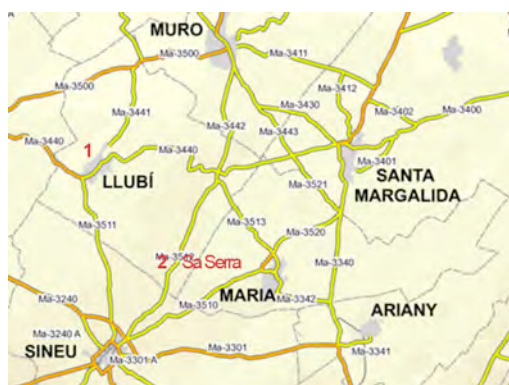 MURO
Ma-3411
Ma-3500
Ma-3500
Ma-3412
Ma-3441
Ma-3430
Ma-3402
Ma-3400
Ma-3442
Ma-3443
Ma-3440
1
Ma-3440
Ma-3401
SANTA
MARGALIDA
LLUBÍ
Ma-3521
Ma-3511
Ma-3513
Ma-3520
2 Sa Serra
Ma-3340
MARIA
Ma-3240
Ma-3510
Ma-3342
ARIANY
Ma-3240 A
SINEU
Ma-3301 A
Ma-3301
Ma-3341